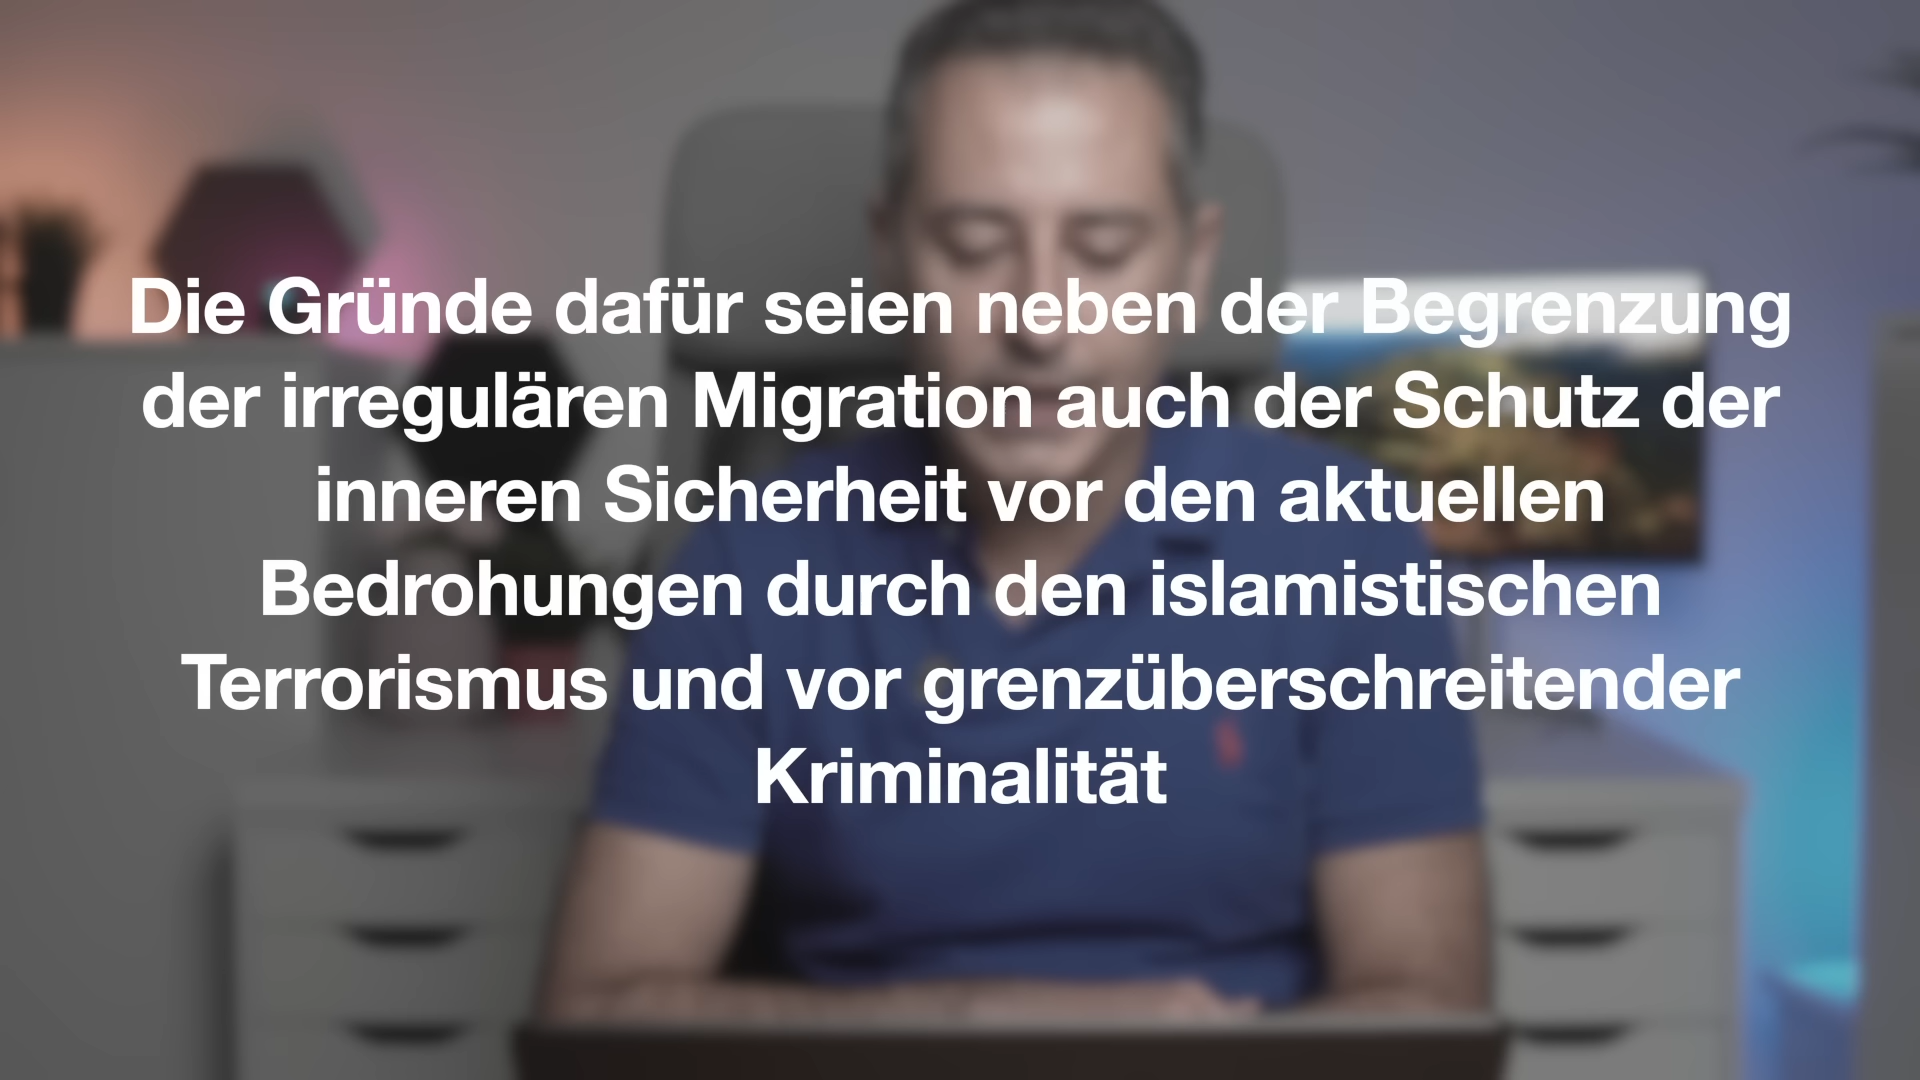 Die Gründe dafür seien neben der Begrenzung
der irregulären Migration auch der Schutz der
inneren Sicherheit vor den aktuellen
Bedrohungen durch den islamistischen
Terrorismus und vor grenzüberschreitender
Kriminalität